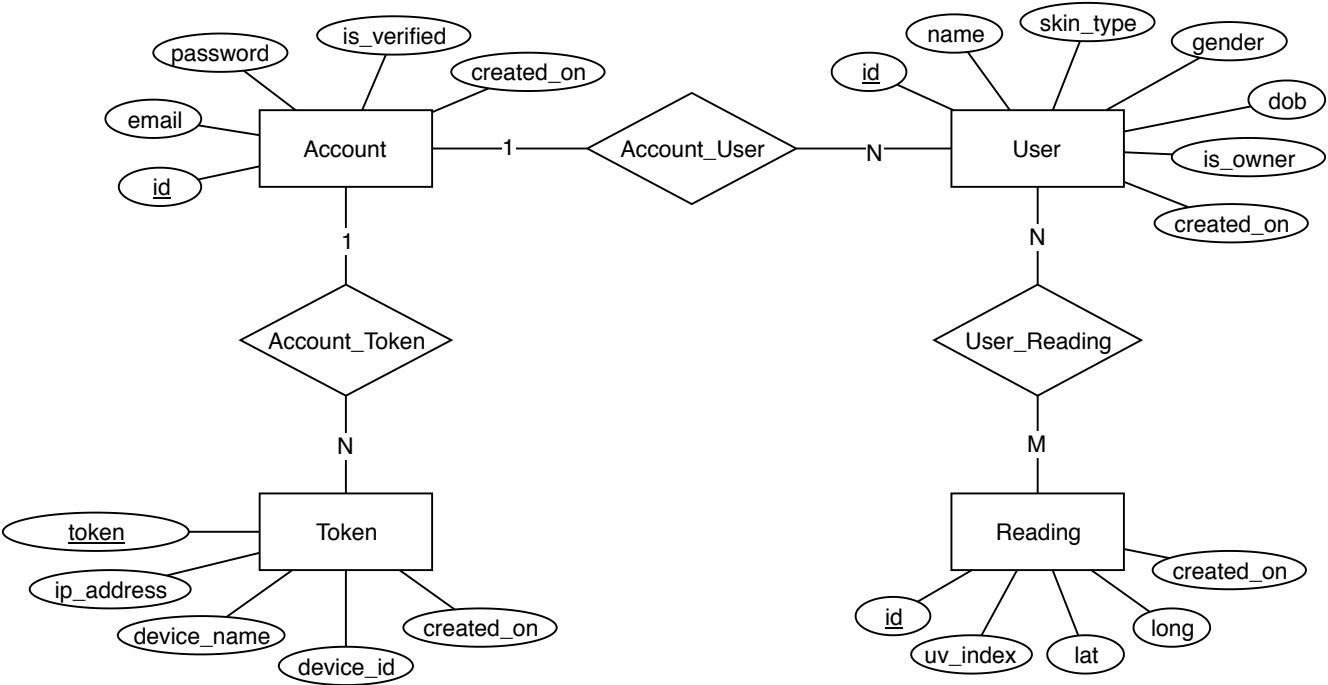 password
is_verified
created_on
email
id
Account
1
Account_User
N
id
name
skin_type
gender
dob
is_owner
created_on
User
1
Account_Token
N
N
User_Reading
M
token
ip_address
device_name
device_id
created_on
Token
Reading
id
uv_index
lat
long
created_on